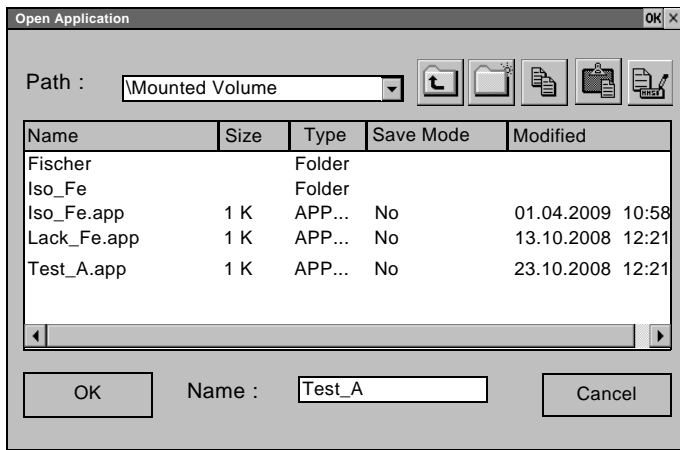 Open Application OK ×
Path : \Mounted Volume
Name Size Type Save Mode Modified
Fischer Folder
Iso_Fe Folder
Iso_Fe.app 1 K APP... No 01.04.2009 10:58
Lack_Fe.app 1 K APP... No 13.10.2008 12:21
Test_A.app 1 K APP... No 23.10.2008 12:21
OK Name : Test_A Cancel